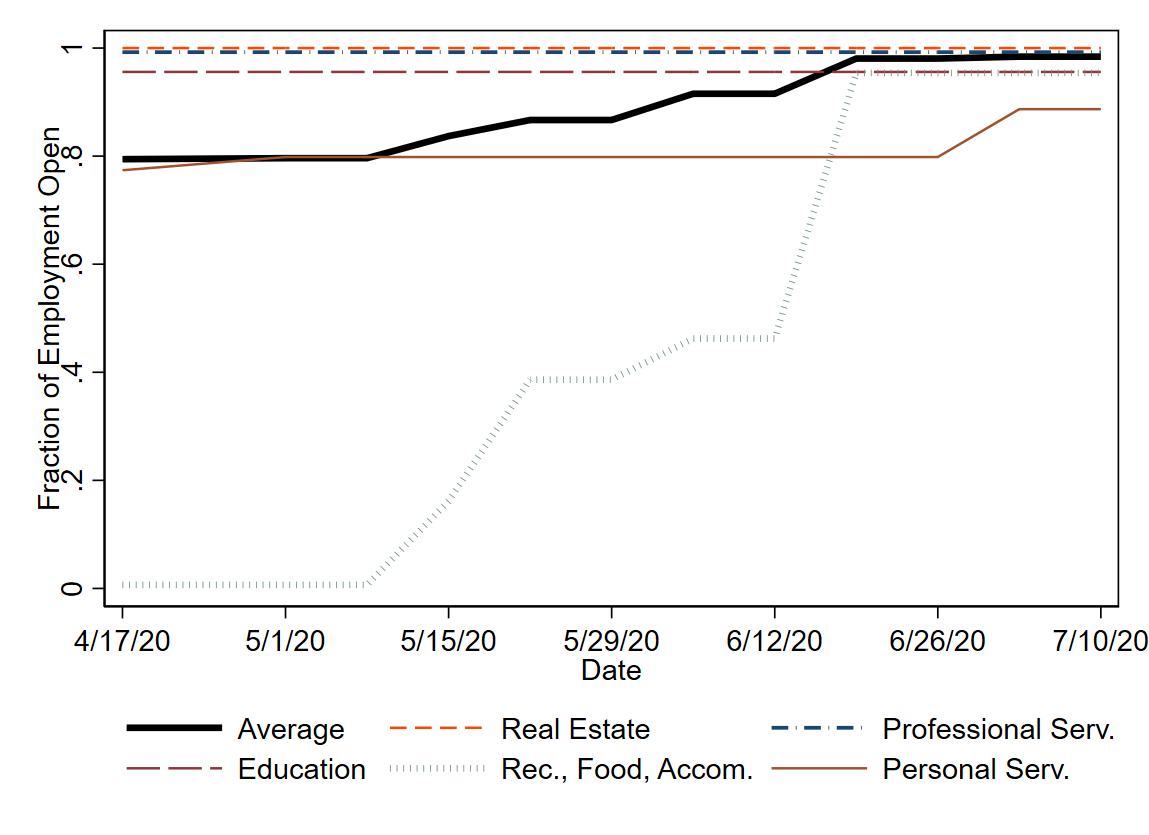 Fraction of Employment Open
1
.8
.6
.4
.2
0
4/17/20 5/1/20 5/15/20 5/29/20 6/12/20 6/26/20 7/10/20
Date
Average Real Estate Professional Serv.
Education Rec., Food, Accom. Personal Serv.